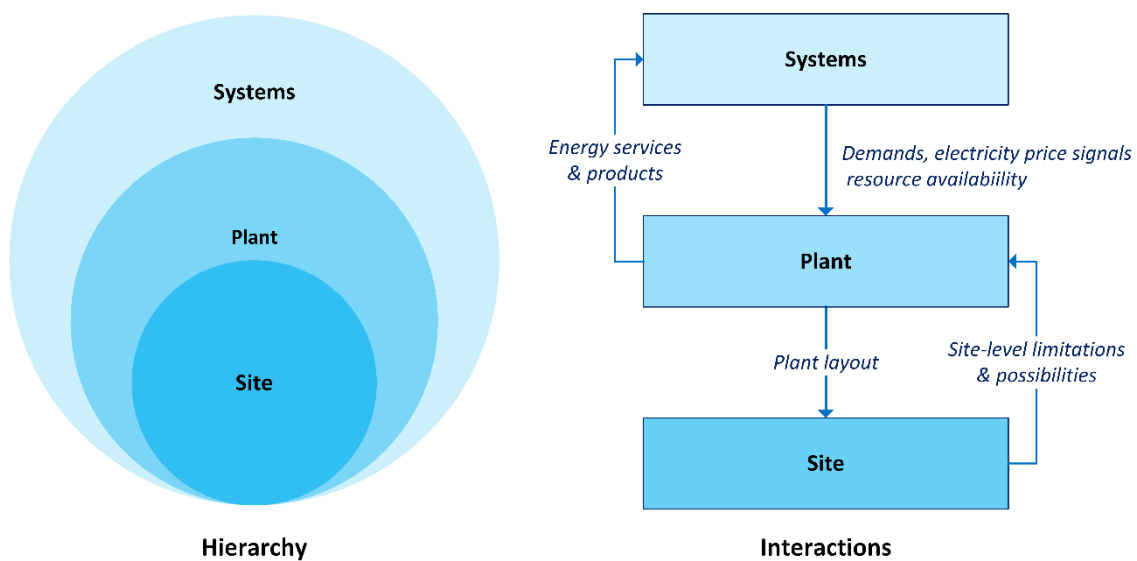 Systems
Plant
Site
Hierarchy
Systems
Energy services
& products
Demands, electricity price signals
resource availabiility
Plant
Plant layout
Site-level limitations
& possibilities
Site
Interactions